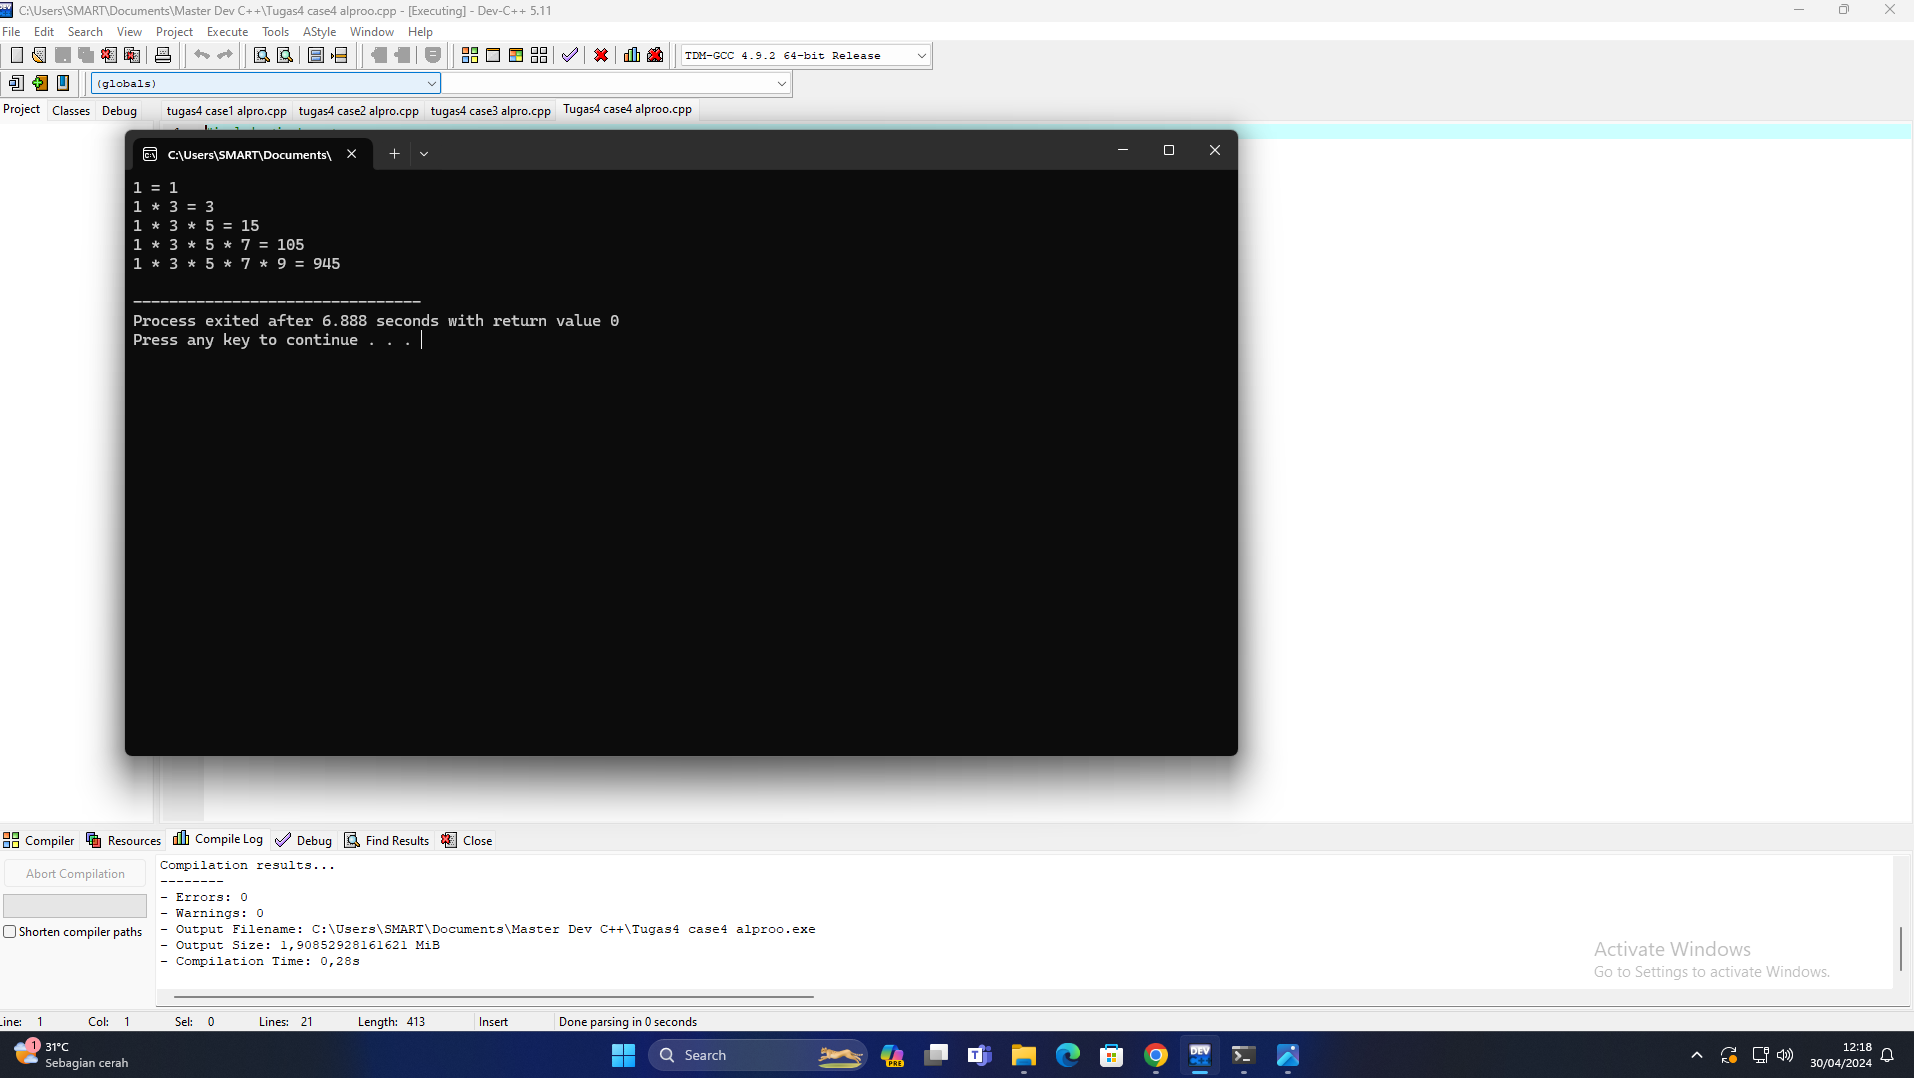 C:\Users\SMART\Documents\Master Dev C++\Tugas4 case4 alproo.cpp - [Executing] - Dev-C++ 5.11
File Edit Search View Project Execute Tools AStyle Window Help
TDM-GCC 4.9.2 64-bit Release
(globals)
Project Classes Debug tugas4 case1 alpro.cpp tugas4 case2 alpro.cpp tugas4 case3 alpro.cpp Tugas4 case4 alproo.cpp
C:\Users\SMART\Documents\
1 = 1
1 * 3 = 3
1 * 3 * 5 = 15
1 * 3 * 5 * 7 = 105
1 * 3 * 5 * 7 * 9 = 945
--------------------------------
Process exited after 6.888 seconds with return value 0
Press any key to continue . . .
Compiler Resources Compile Log Debug Find Results Close
Abort Compilation
Shorten compiler paths
Compilation results...
--------
- Errors: 0
- Warnings: 0
- Output Filename: C:\Users\SMART\Documents\Master Dev C++\Tugas4 case4 alproo.exe
- Output Size: 1,90852928161621 MiB
- Compilation Time: 0,28s
Activate Windows
Go to Settings to activate Windows.
Line: 1 Col: 1 Sel: 0 Lines: 21 Length: 413 Insert Done parsing in 0 seconds
1
31°C
Sebagian cerah
Search
PRE
DEV
12:18
30/04/2024